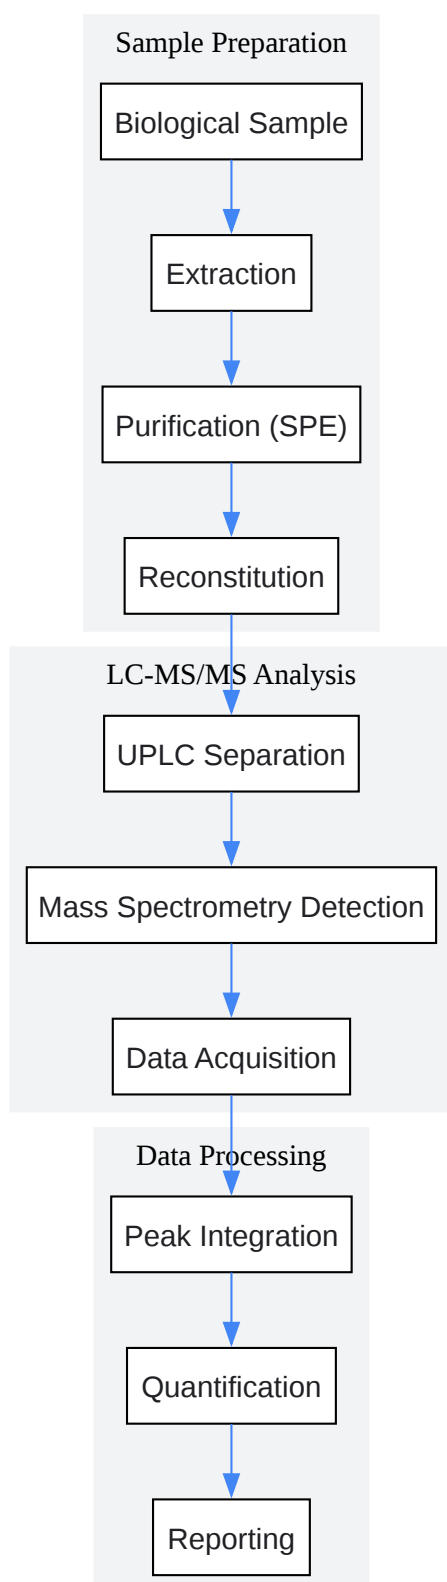 Sample Preparation
Biological Sample
Extraction
Purification (SPE)
Reconstitution
LC-MS/MS Analysis
UPLC Separation
Mass Spectrometry Detection
Data Acquisition
Data Processing
Peak Integration
Quantification
Reporting